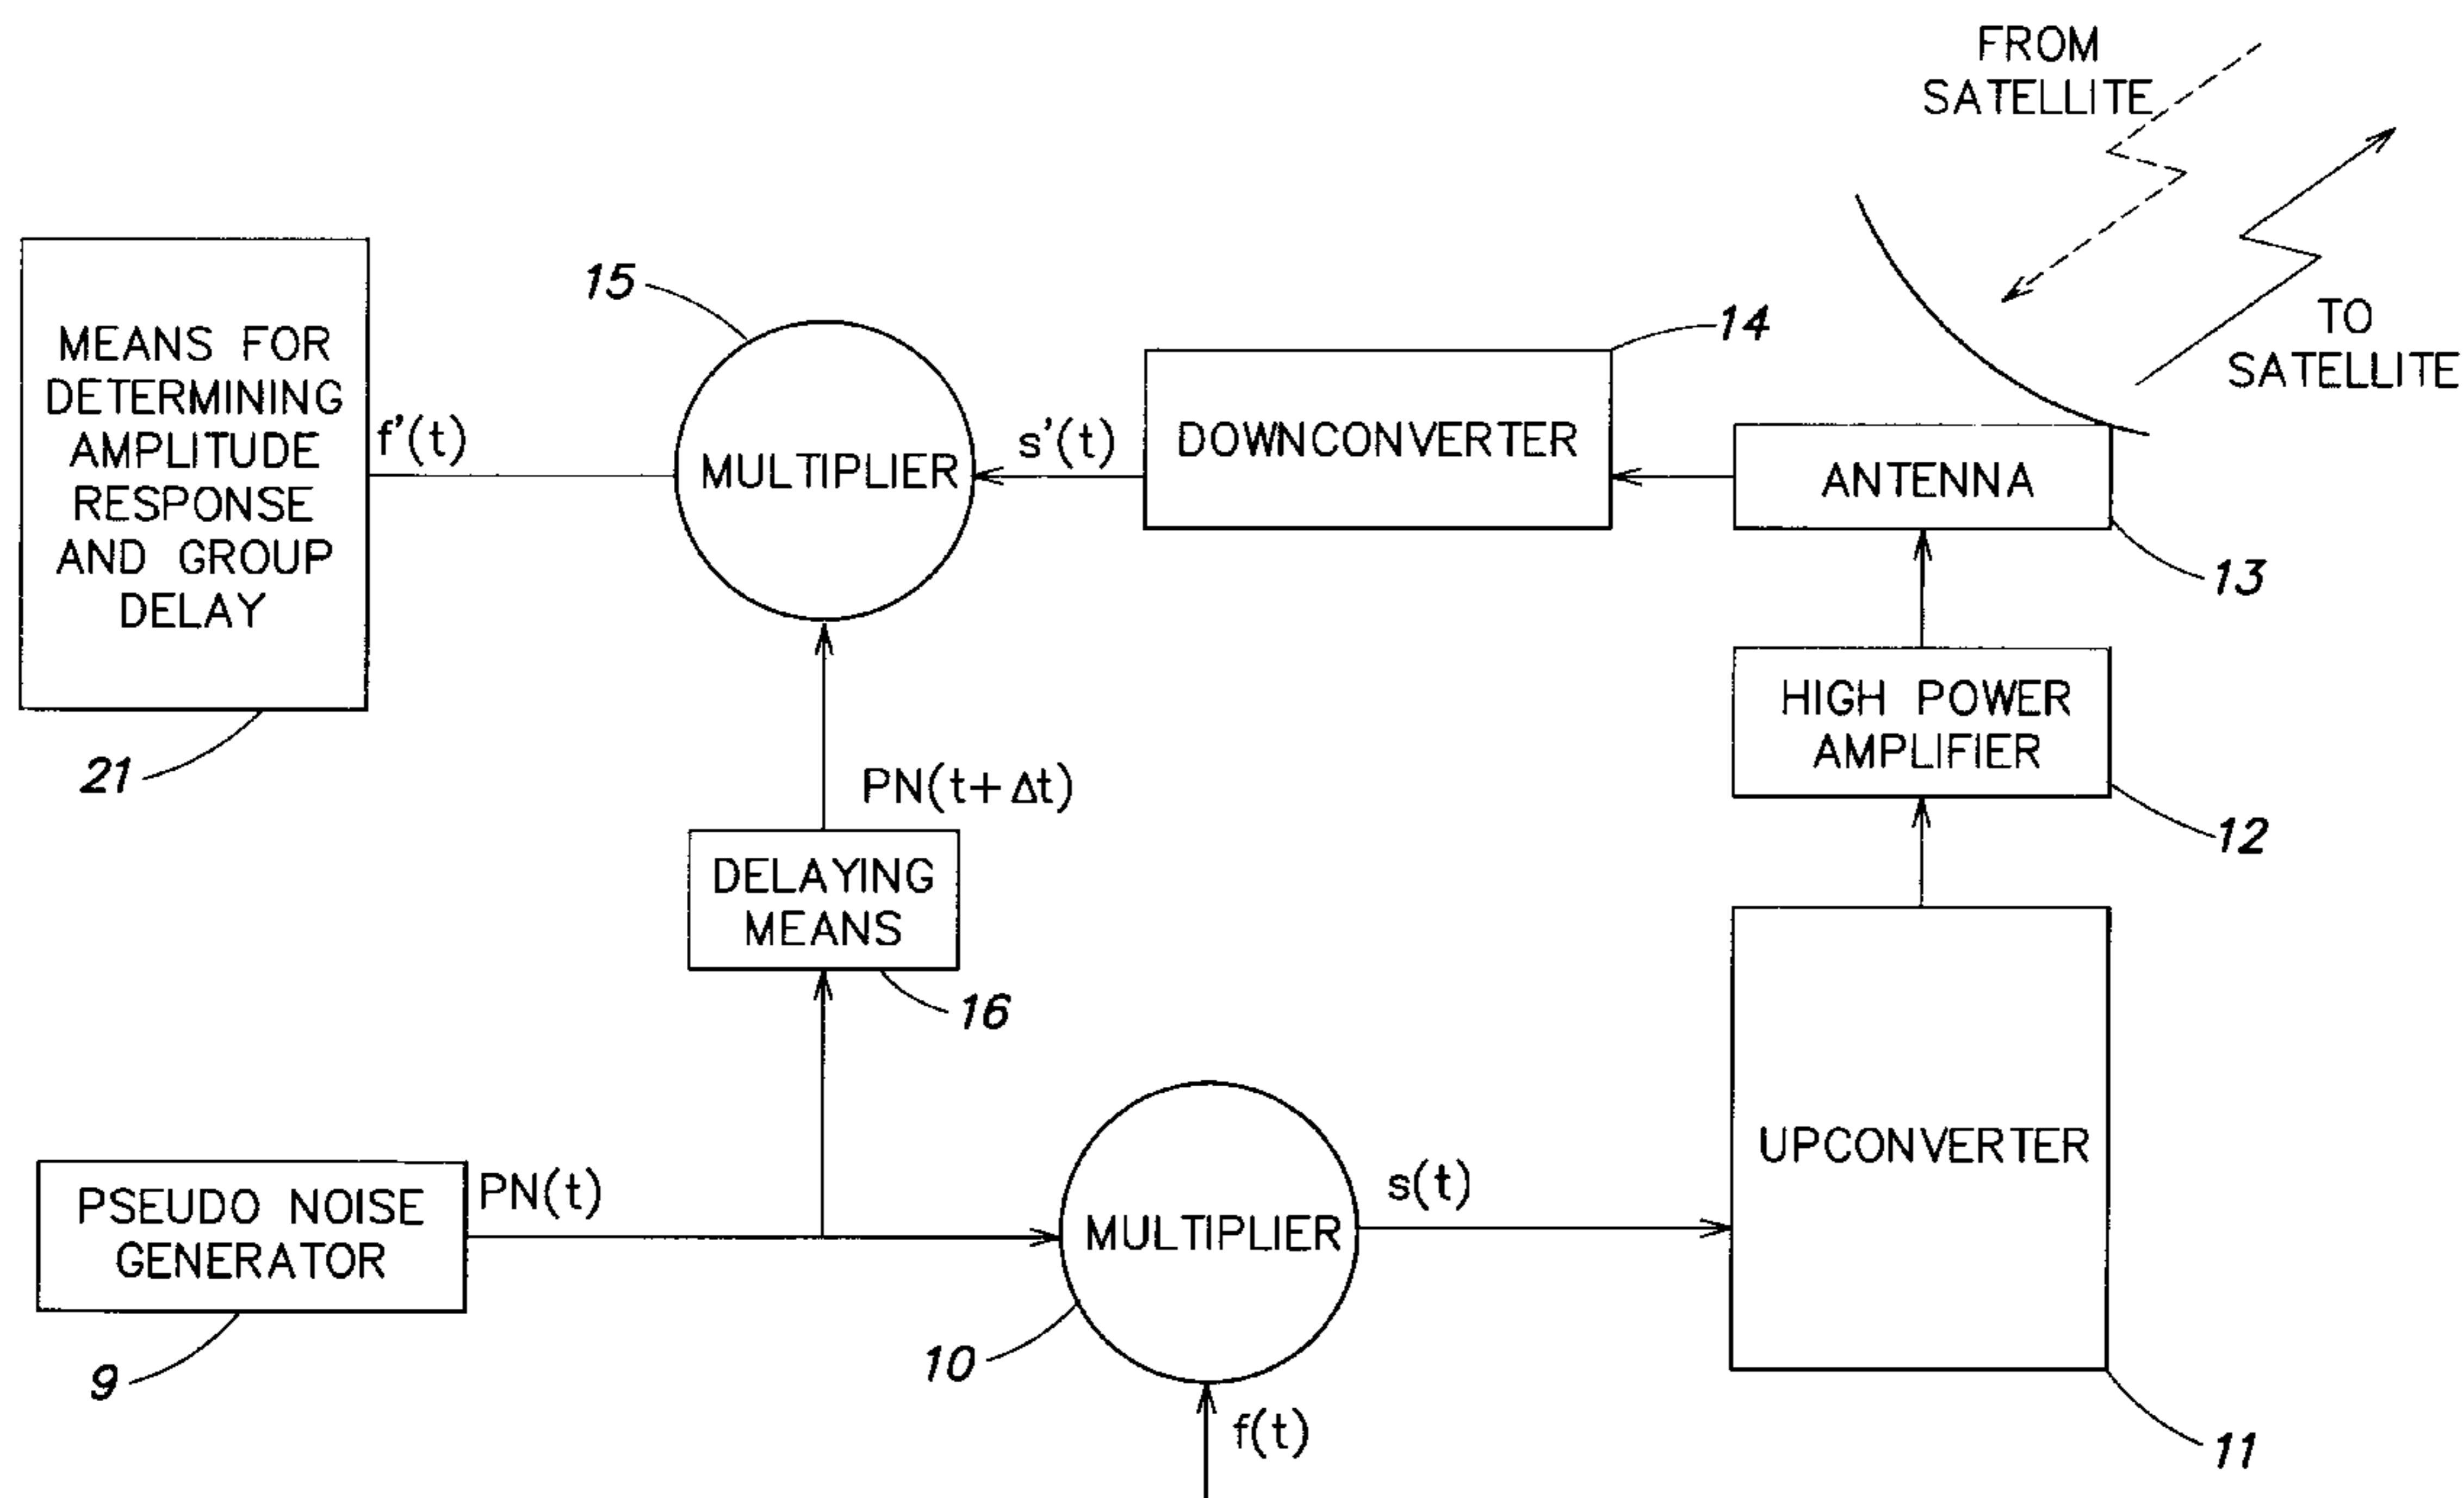 FROM
SATELLITE
TO
SATELLITE
15
14
MEANS FOR
DETERMINING
AMPLITUDE
RESPONSE
AND GROUP
DELAY
f'(t)
MULTIPLIER
s'(t)
DOWNCONVERTER
ANTENNA
13
21
HIGH POWER
AMPLIFIER
12
PN(t+ Δt)
DELAYING
MEANS
16
PSEUDO NOISE
GENERATOR
PN(t)
MULTIPLIER
s(t)
UPCONVERTER
9
10
f(t)
11